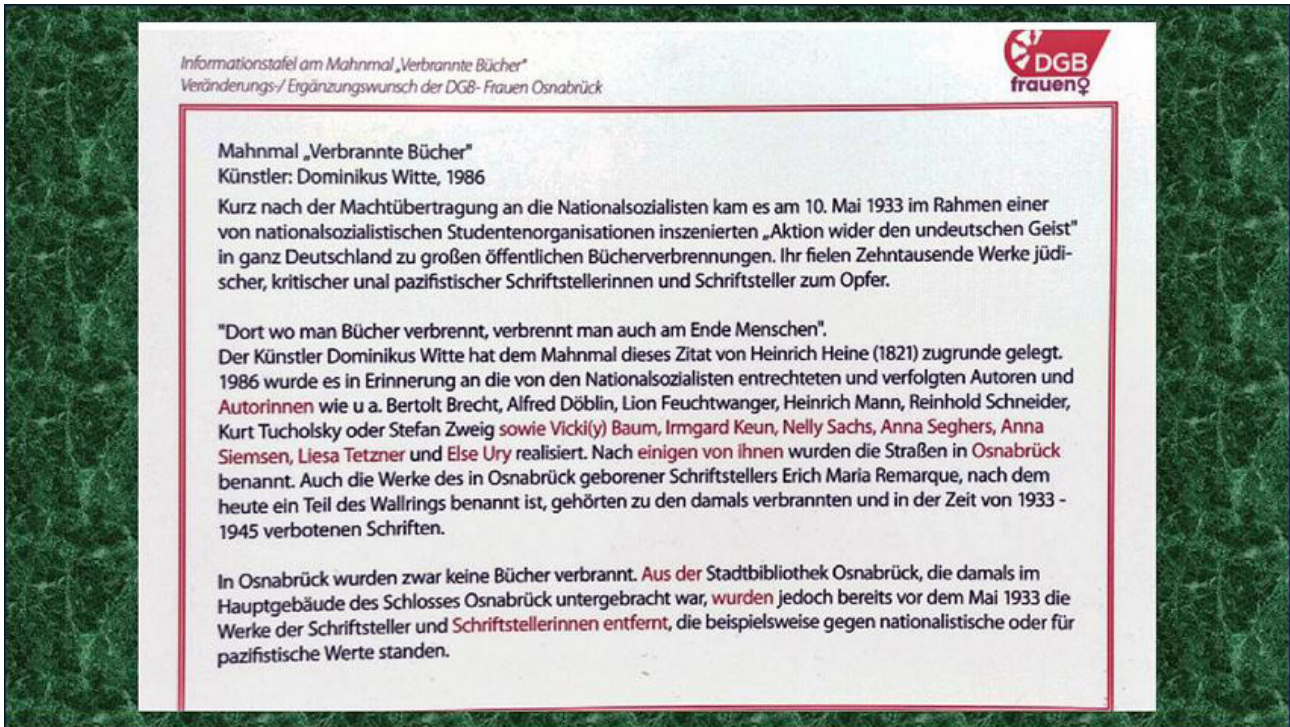 Informationstafel am Mahnmal „Verbrannte Bücher"
Veränderungs-/ Ergänzungswunsch der DGB- Frauen Osnabrück
DGB
frauen
Mahnmal „Verbrannte Bücher"
Künstler: Dominikus Witte, 1986
Kurz nach der Machtübertragung an die Nationalsozialisten kam es am 10. Mai 1933 im Rahmen einer
von nationalsozialistischen Studentenorganisationen inszenierten „Aktion wider den undeutschen Geist"
in ganz Deutschland zu großen öffentlichen Bücherverbrennungen. Ihr fielen Zehntausende Werke jüdi-
scher, kritischer unal pazifistischer Schriftstellerinnen und Schriftsteller zum Opfer.
"Dort wo man Bücher verbrennt, verbrennt man auch am Ende Menschen".
Der Künstler Dominikus Witte hat dem Mahnmal dieses Zitat von Heinrich Heine (1821) zugrunde gelegt.
1986 wurde es in Erinnerung an die von den Nationalsozialisten entrechteten und verfolgten Autoren und
Autorinnen wie u a. Bertolt Brecht, Alfred Döblin, Lion Feuchtwanger, Heinrich Mann, Reinhold Schneider,
Kurt Tucholsky oder Stefan Zweig sowie Vicki(y) Baum, Irmgard Keun, Nelly Sachs, Anna Seghers, Anna
Siemsen, Liesa Tetzner und Else Ury realisiert. Nach einigen von ihnen wurden die Straßen in Osnabrück
benannt. Auch die Werke des in Osnabrück geborener Schriftstellers Erich Maria Remarque, nach dem
heute ein Teil des Wallrings benannt ist, gehörten zu den damals verbrannten und in der Zeit von 1933 -
1945 verbotenen Schriften.
In Osnabrück wurden zwar keine Bücher verbrannt. Aus der Stadtbibliothek Osnabrück, die damals im
Hauptgebäude des Schlosses Osnabrück untergebracht war, wurden jedoch bereits vor dem Mai 1933 die
Werke der Schriftsteller und Schriftstellerinnen entfernt, die beispielsweise gegen nationalistische oder für
pazifistische Werte standen.